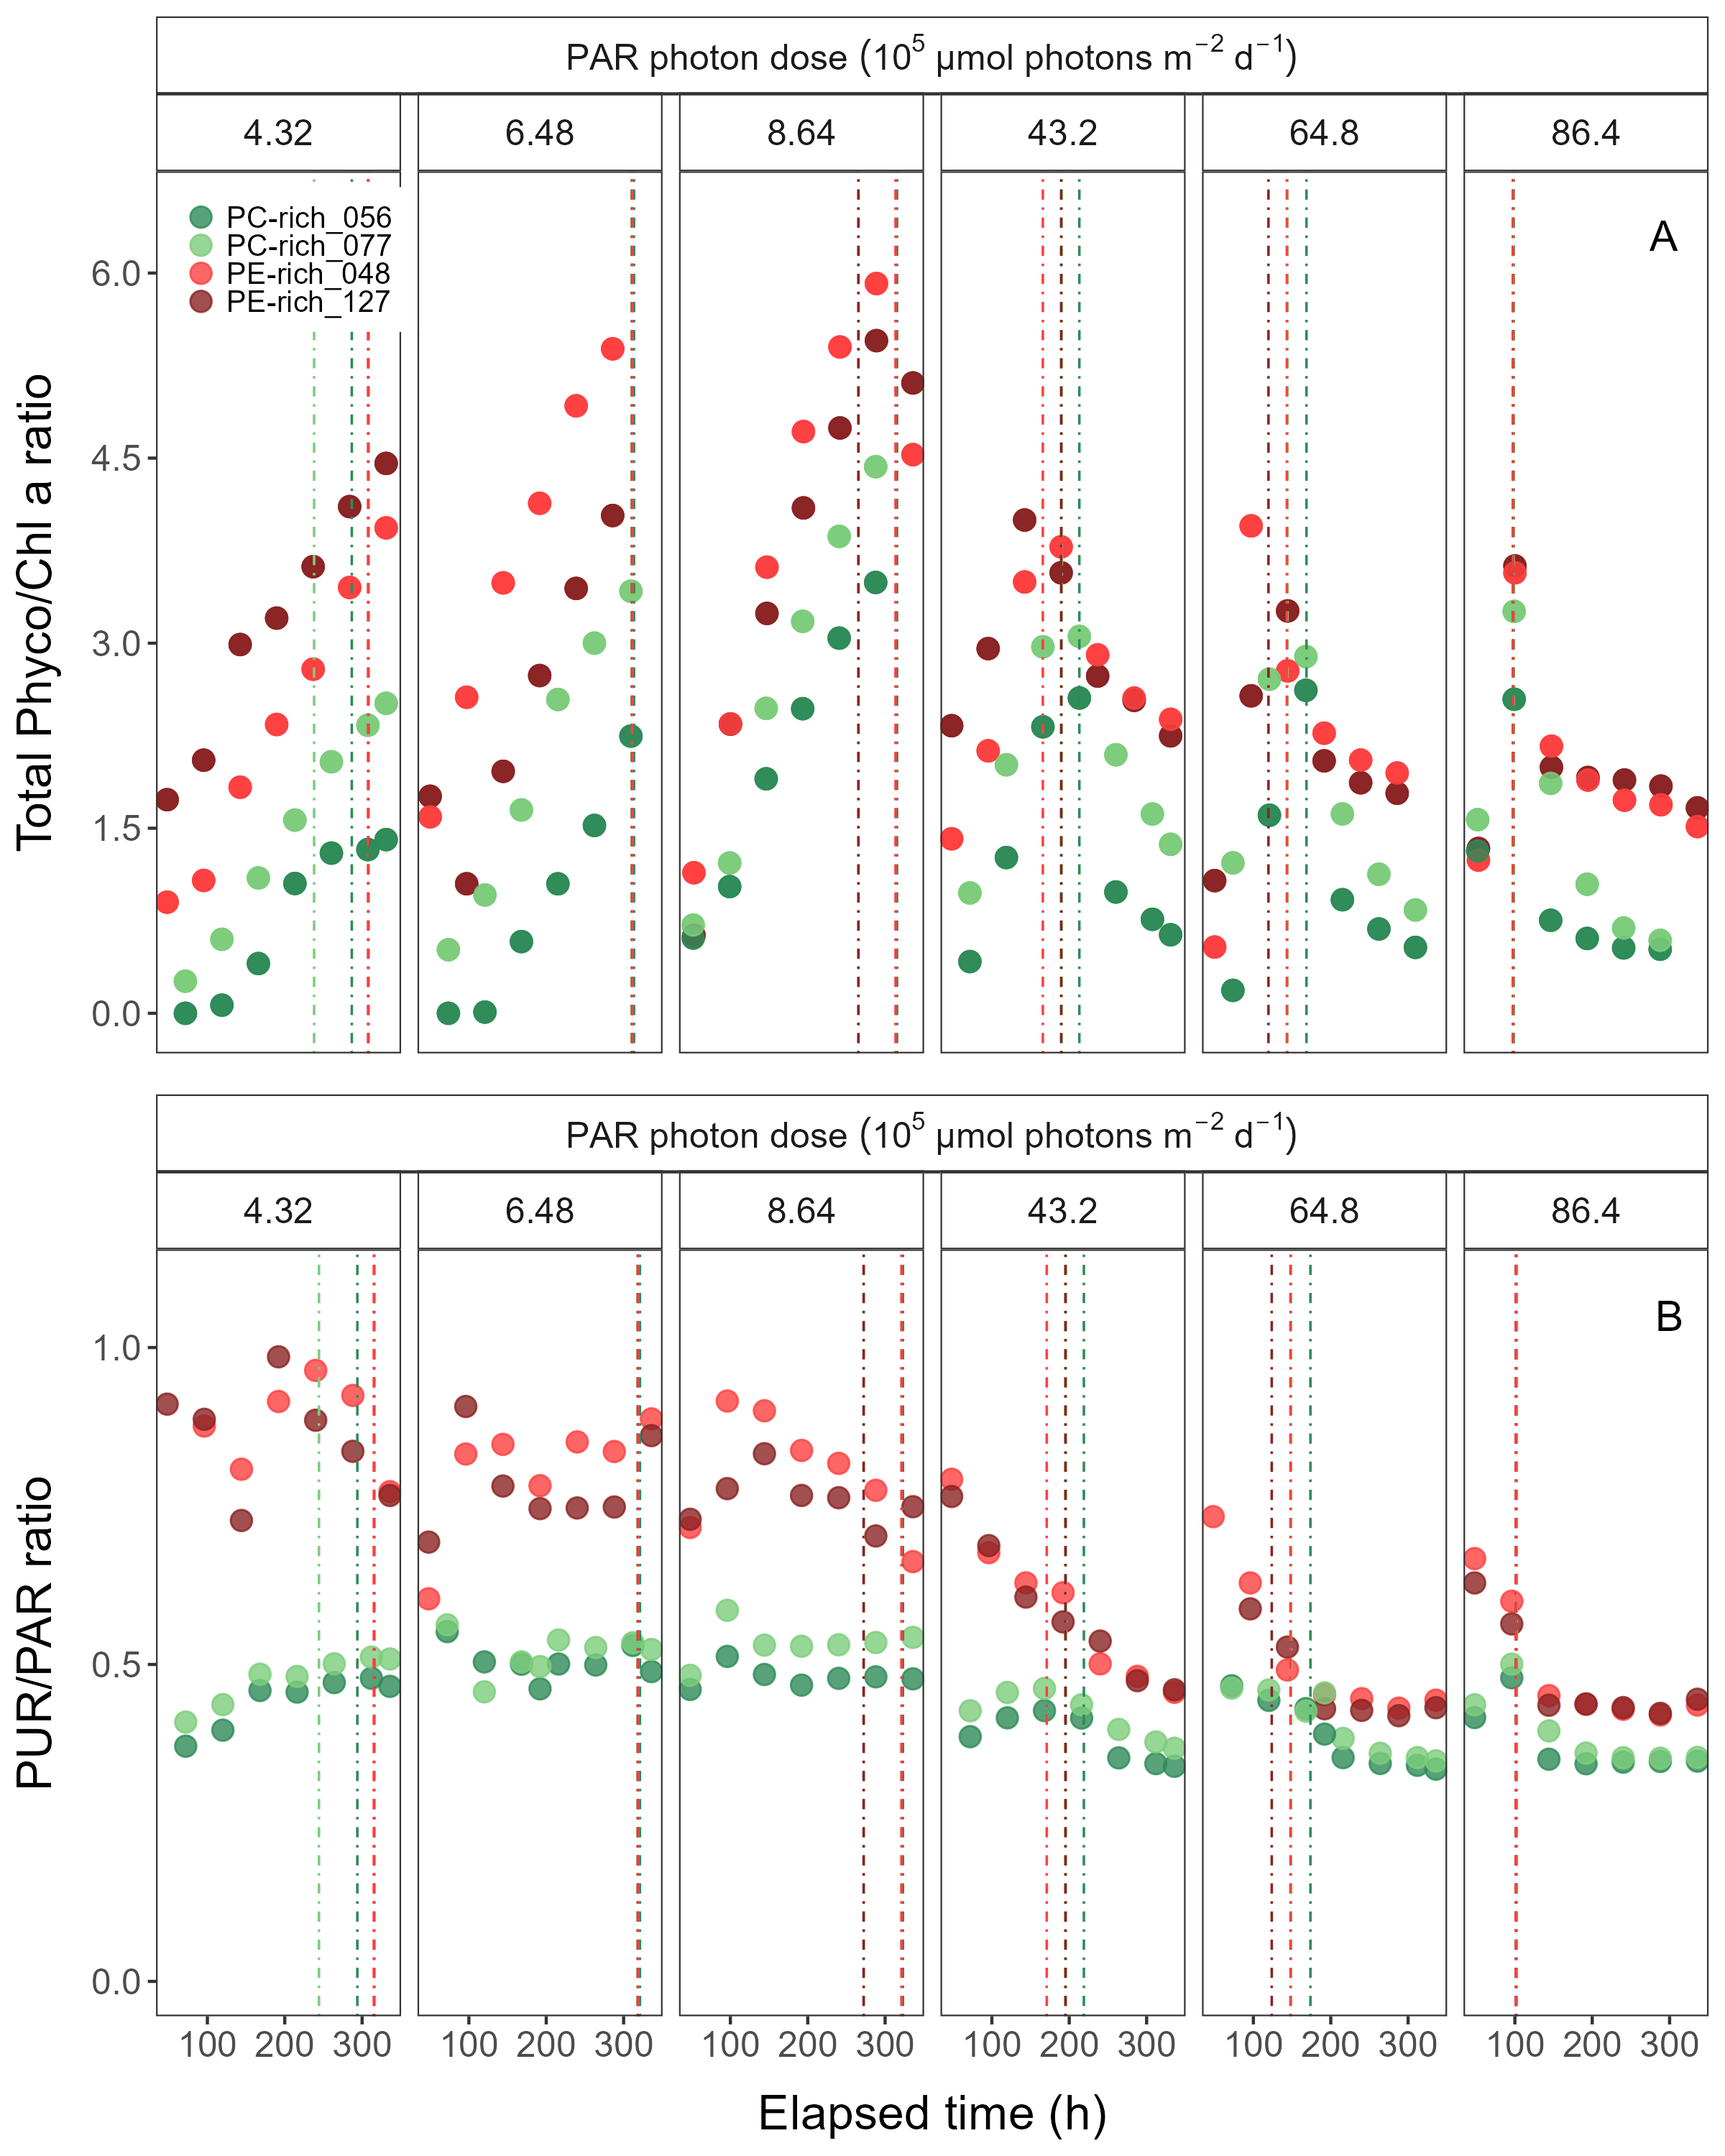 PAR photon dose (10⁵ µmol photons m⁻² d⁻¹)
4.32 6.48 8.64 43.2 64.8 86.4
PC-rich_056
PC-rich_077
PE-rich_048
PE-rich_127
A
6.0
4.5
3.0
1.5
0.0
Total Phyco/Chl a ratio
PAR photon dose (10⁵ µmol photons m⁻² d⁻¹)
4.32 6.48 8.64 43.2 64.8 86.4
B
1.0
0.5
0.0
PUR/PAR ratio
100 200 300 100 200 300 100 200 300 100 200 300 100 200 300 100 200 300
Elapsed time (h)